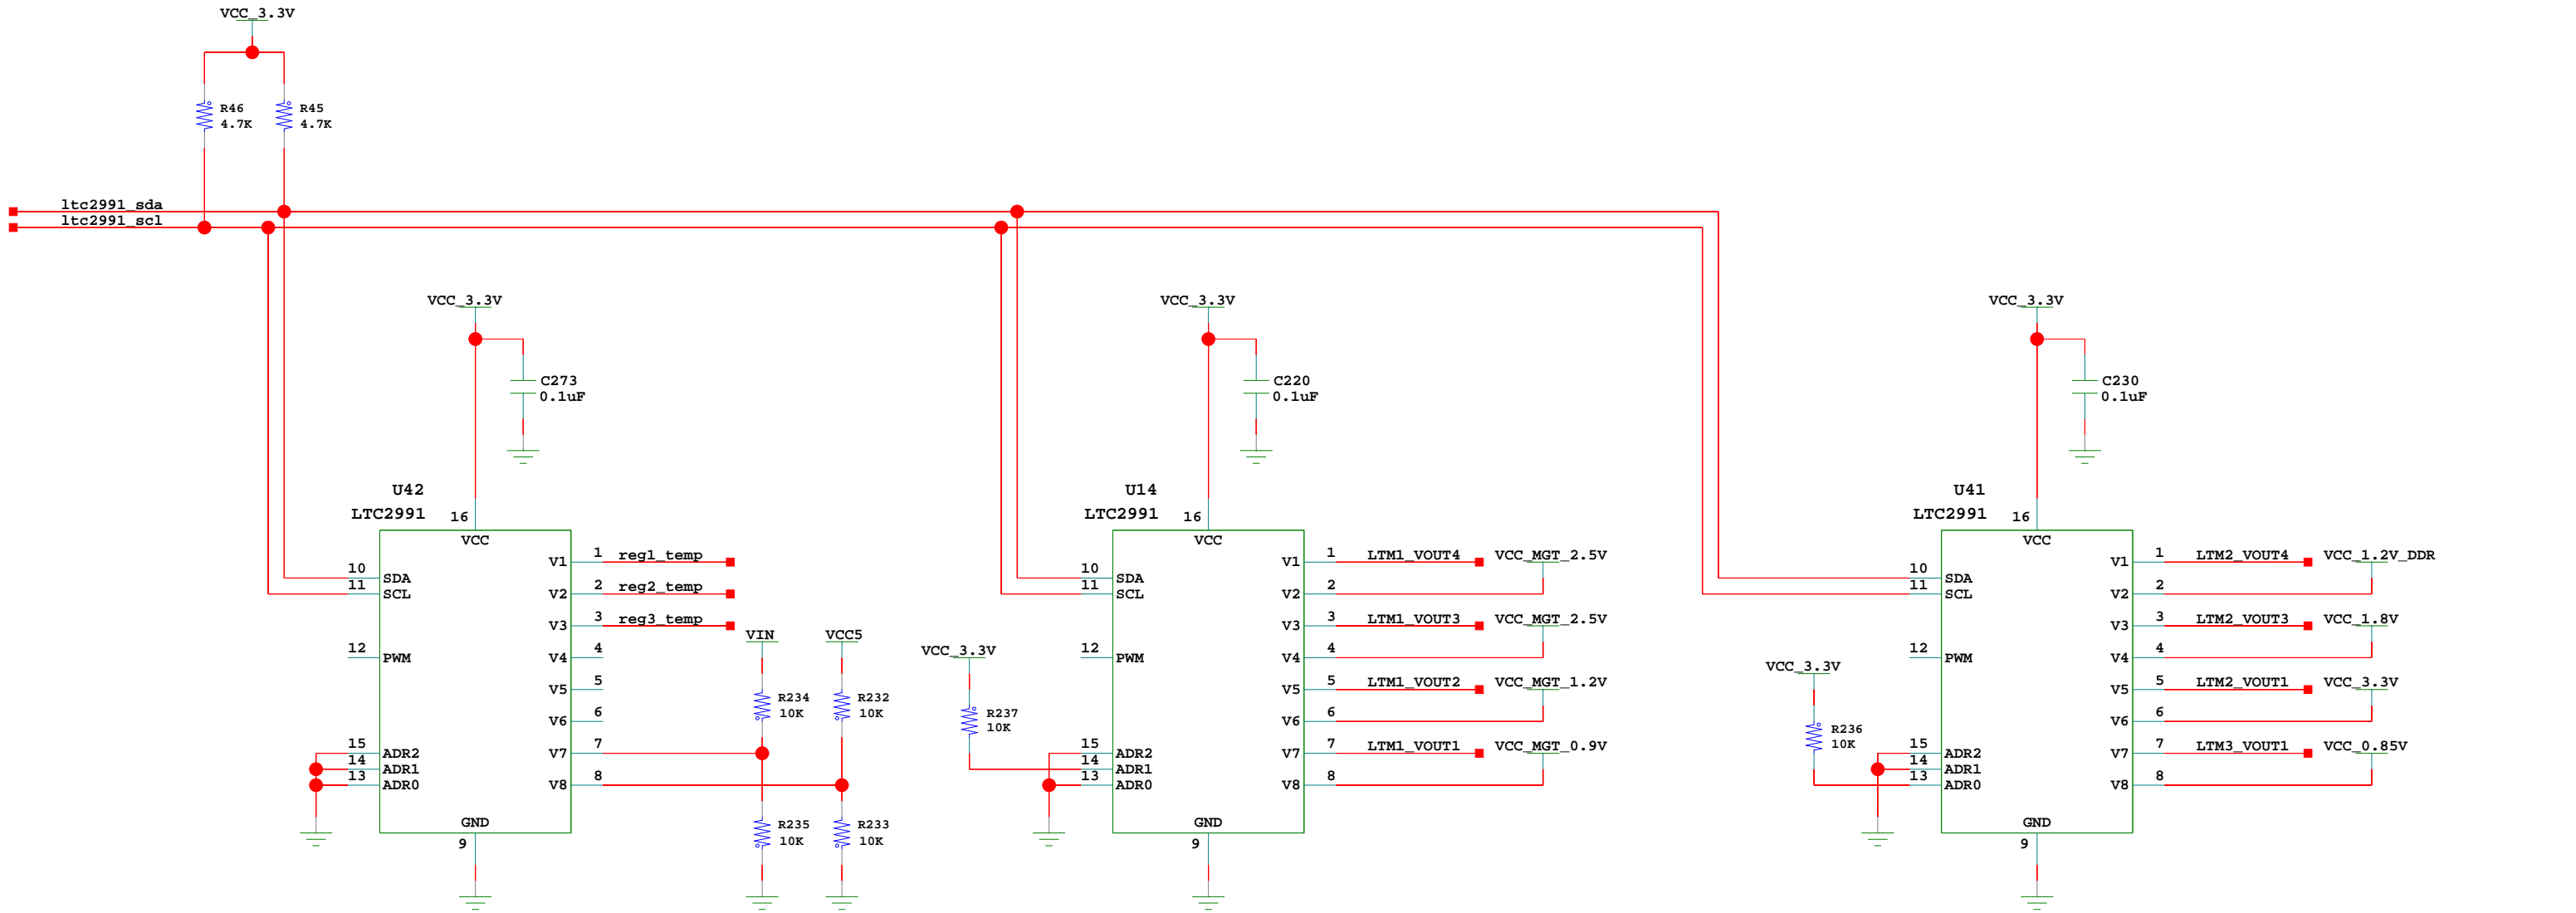 VCC_3.3V
R46
4.7K
R45
4.7K
ltc2991_sda
ltc2991_scl
VCC_3.3V
C273
0.1uF
U42
LTC2991
16
VCC
10 SDA
11 SCL
12 PWM
15 ADR2
14 ADR1
13 ADR0
V1 1 reg1_temp
V2 2 reg2_temp
V3 3 reg3_temp
V4 4
V5 5
V6 6
V7 7
V8 8
GND
9
VIN
R234
10K
R235
10K
VCC5
R232
10K
R233
10K
VCC_3.3V
C220
0.1uF
U14
LTC2991
16
VCC
10 SDA
11 SCL
12 PWM
VCC_3.3V
R237
10K
15 ADR2
14 ADR1
13 ADR0
V1 1 LTM1_VOUT4 VCC_MGT_2.5V
V2 2
V3 3 LTM1_VOUT3 VCC_MGT_2.5V
V4 4
V5 5 LTM1_VOUT2 VCC_MGT_1.2V
V6 6
V7 7 LTM1_VOUT1 VCC_MGT_0.9V
V8 8
GND
9
VCC_3.3V
C230
0.1uF
U41
LTC2991
16
VCC
10 SDA
11 SCL
12 PWM
VCC_3.3V
R236
10K
15 ADR2
14 ADR1
13 ADR0
V1 1 LTM2_VOUT4 VCC_1.2V_DDR
V2 2
V3 3 LTM2_VOUT3 VCC_1.8V
V4 4
V5 5 LTM2_VOUT1 VCC_3.3V
V6 6
V7 7 LTM3_VOUT1 VCC_0.85V
V8 8
GND
9